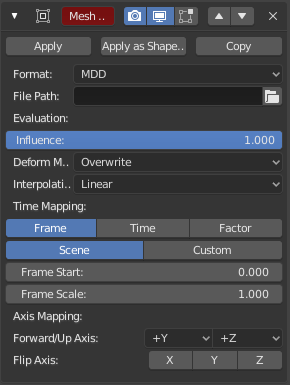 Mesh ..
Apply Apply as Shape.. Copy
Format: MDD
File Path:
Evaluation:
Influence: 1.000
Deform M.. Overwrite
Interpolati.. Linear
Time Mapping:
Frame Time Factor
Scene Custom
Frame Start: 0.000
Frame Scale: 1.000
Axis Mapping:
Forward/Up Axis: +Y +Z
Flip Axis: X Y Z